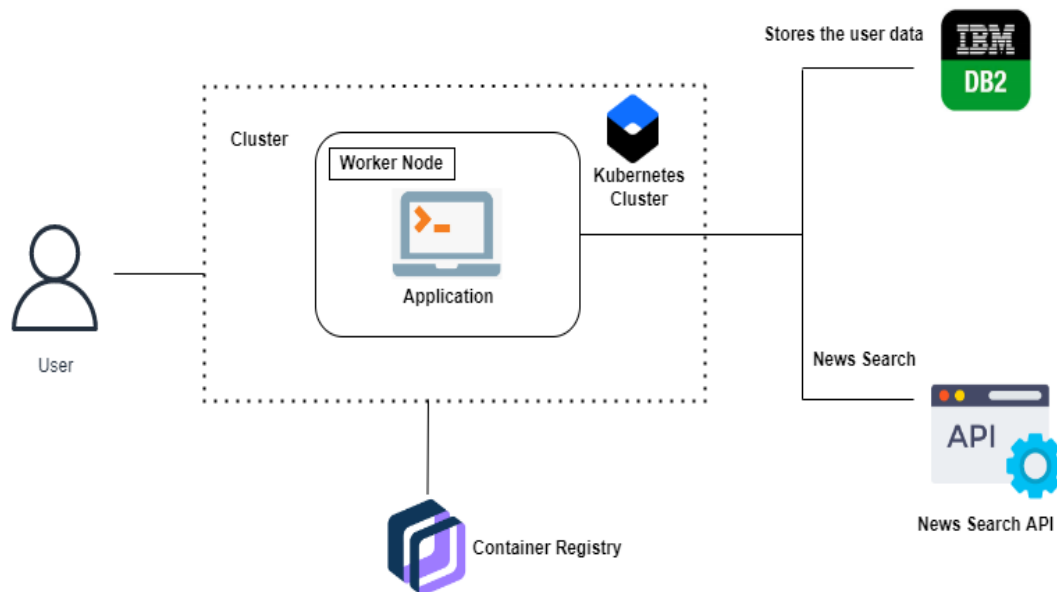 Stores the user data
IBM
DB2
Cluster
Worker Node
Kubernetes
Cluster
Application
User
News Search
API
News Search API
Container Registry